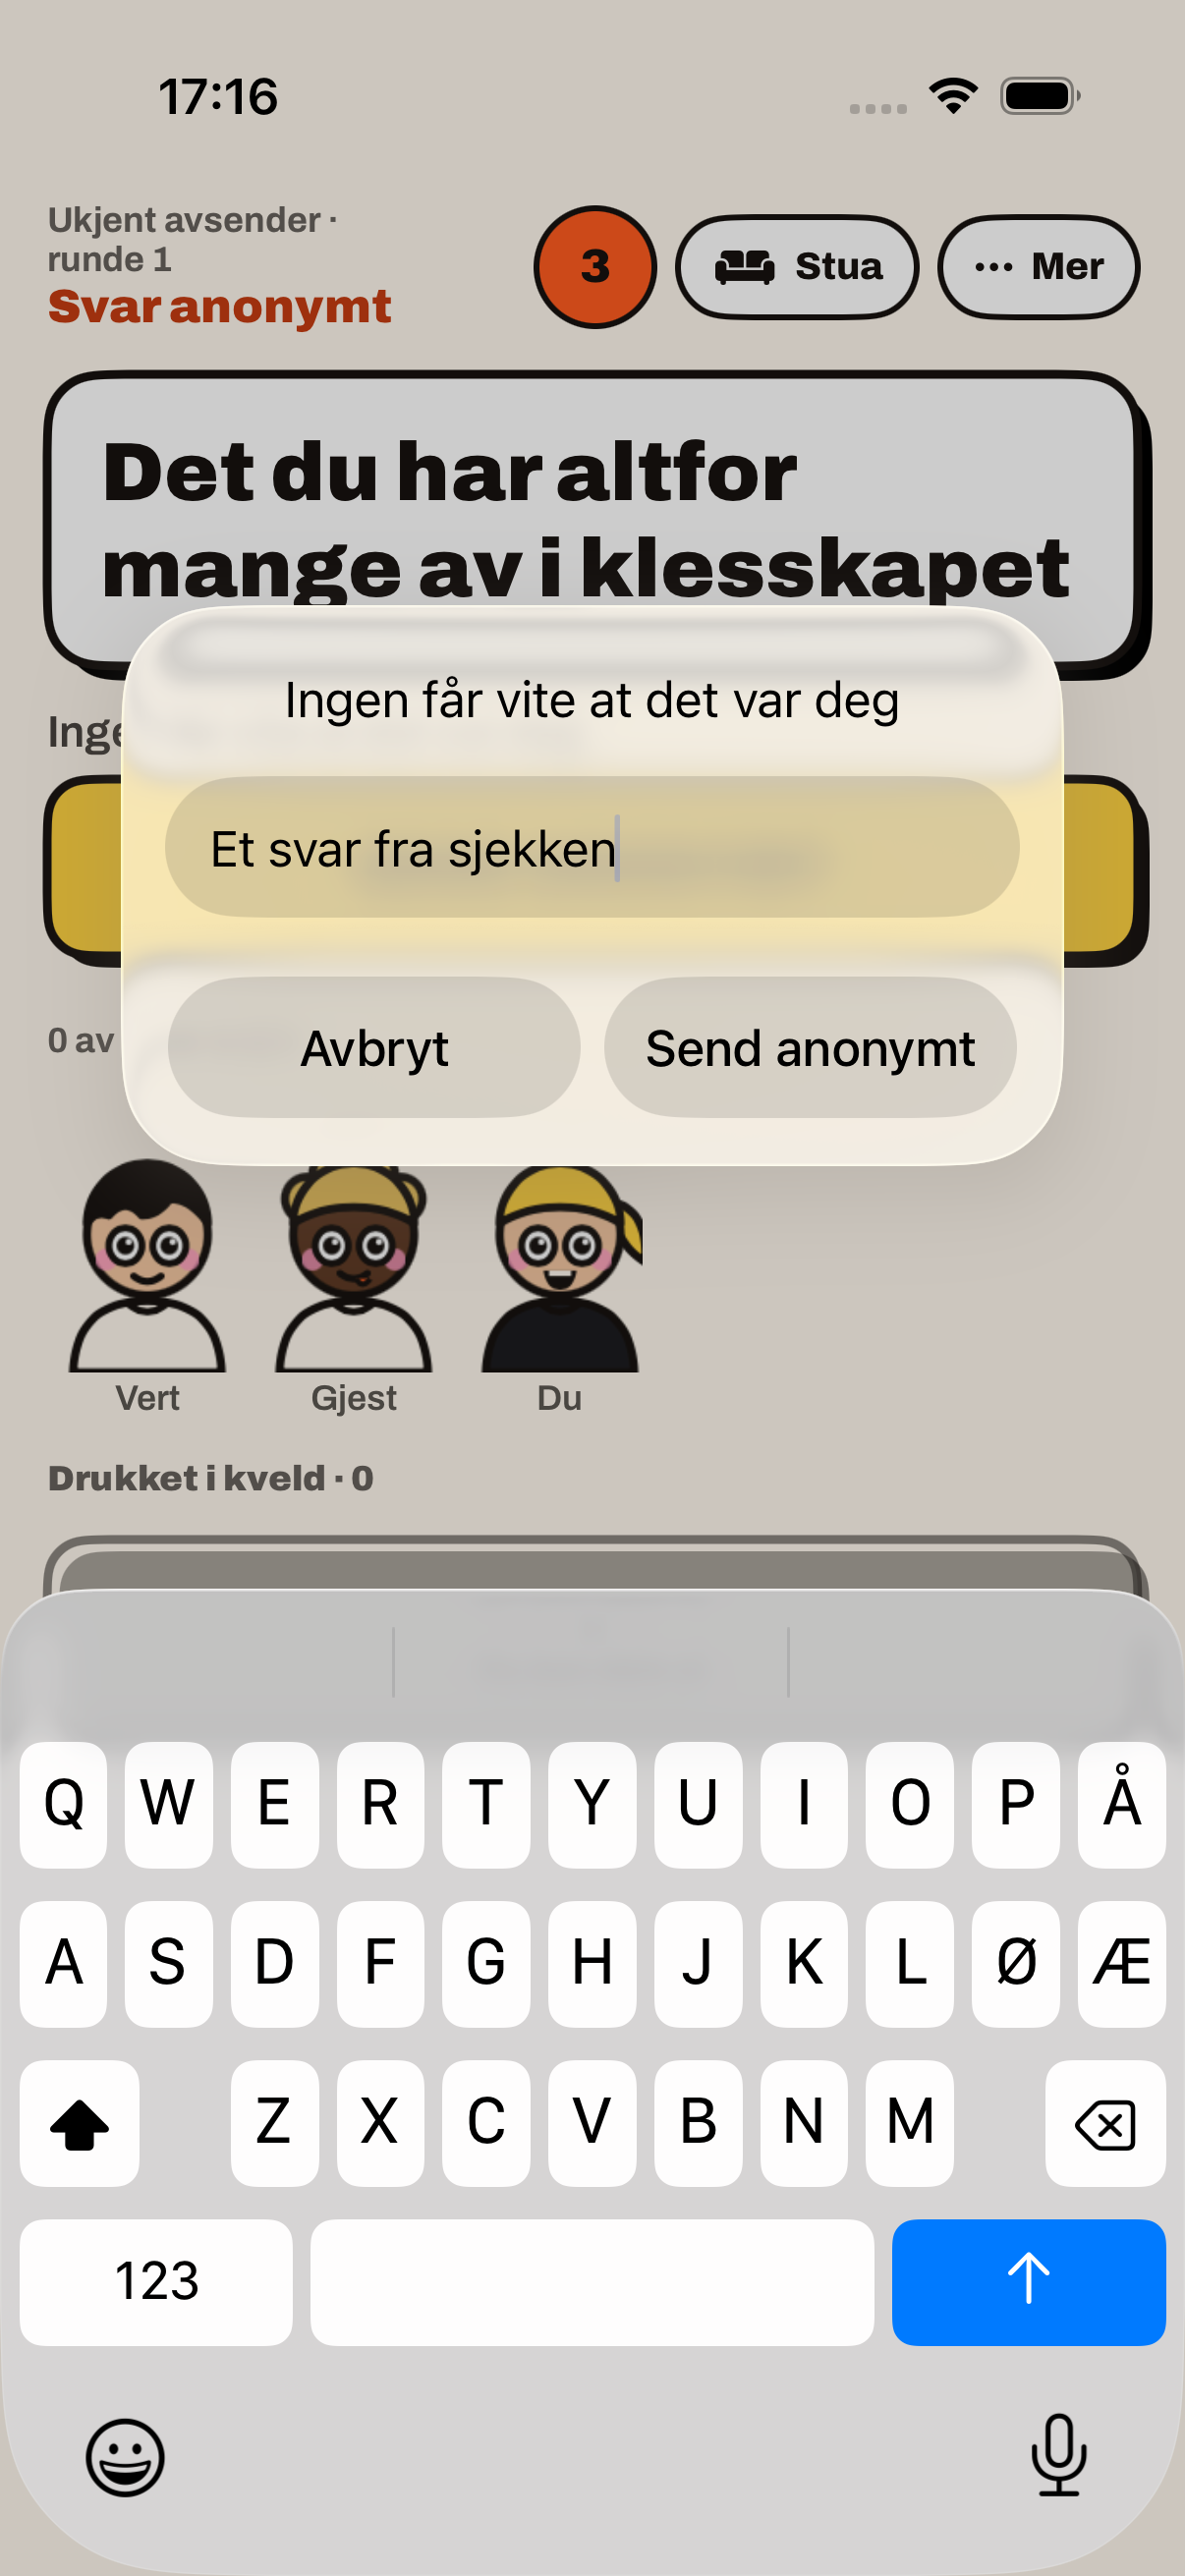 17:16
Ukjent avsender ·
runde 1
Svar anonymt
3
Stua
Mer
Det du har altfor
mange av i klesskapet
Ingen får vite at det var deg
Et svar fra sjekken
0 av
Avbryt
Send anonymt
Vert
Gjest
Du
Drukket i kveld · 0
Q W E R T Y U I O P Å
A S D F G H J K L Ø Æ
Z X C V B N M
123